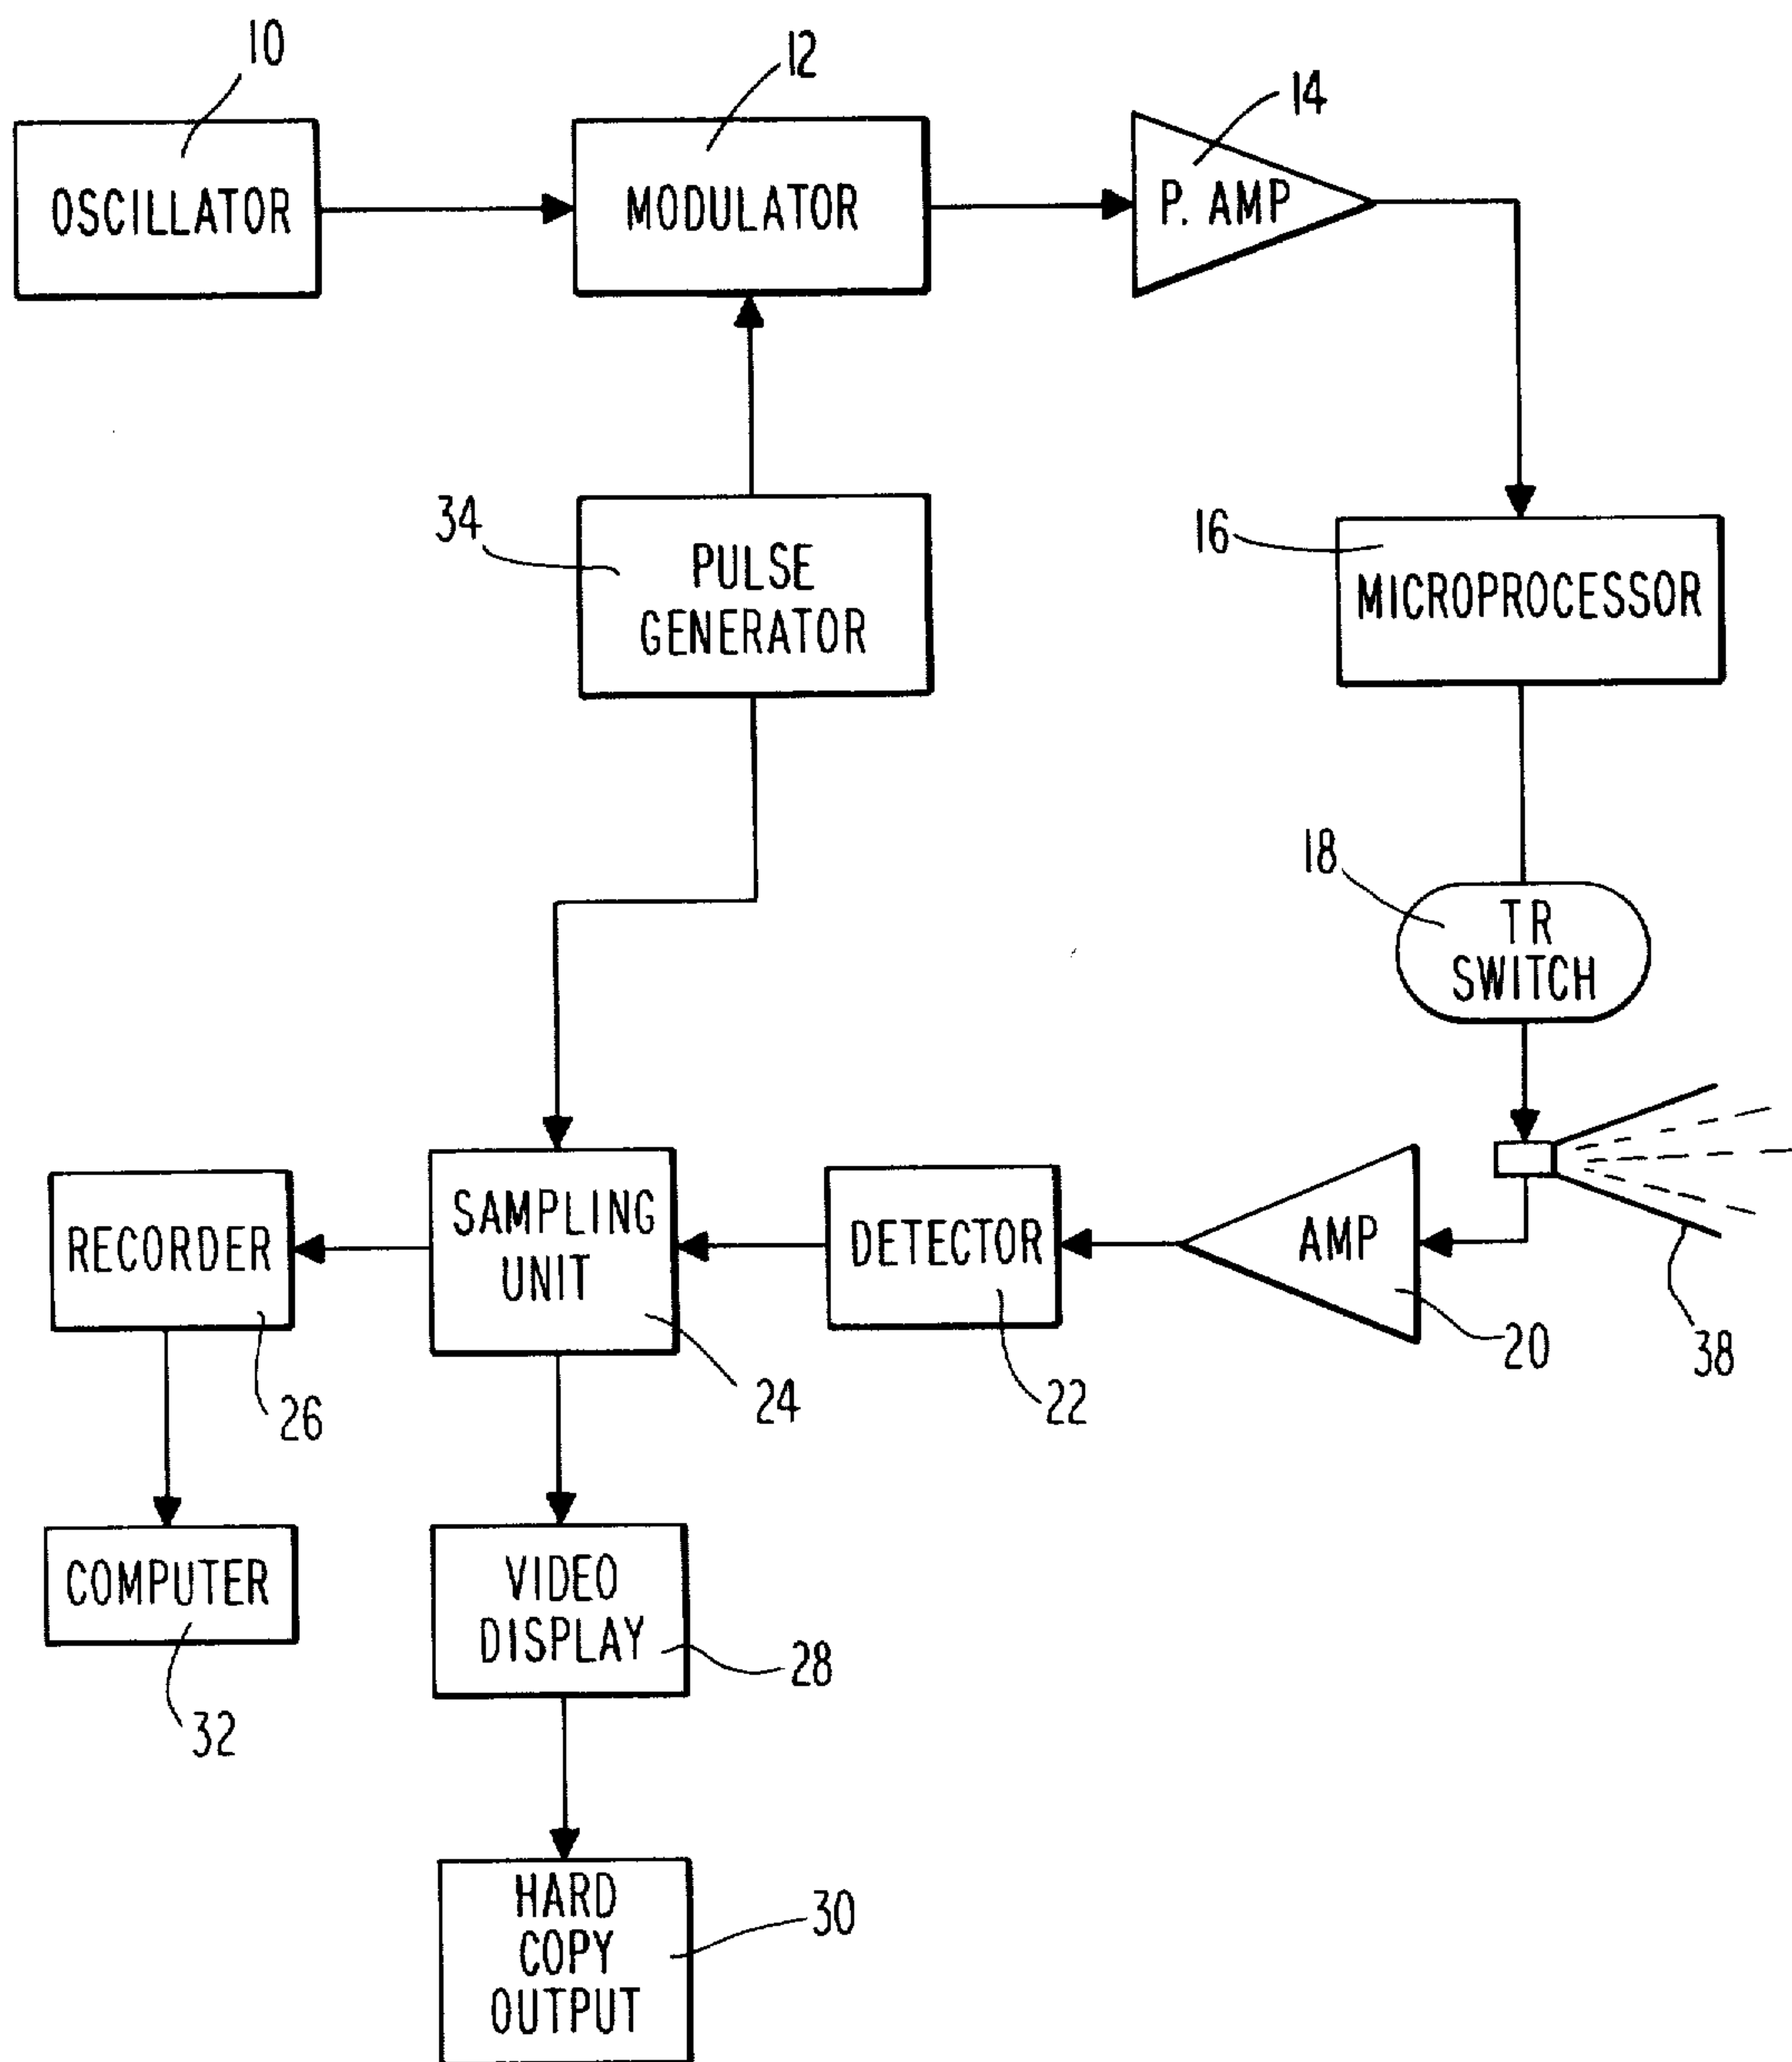 10
12
14
OSCILLATOR
MODULATOR
P. AMP
34
PULSE
GENERATOR
16
MICROPROCESSOR
18
TR
SWITCH
RECORDER
SAMPLING
UNIT
DETECTOR
AMP
26
24
22
20
38
COMPUTER
32
VIDEO
DISPLAY
28
HARD
COPY
OUTPUT
30